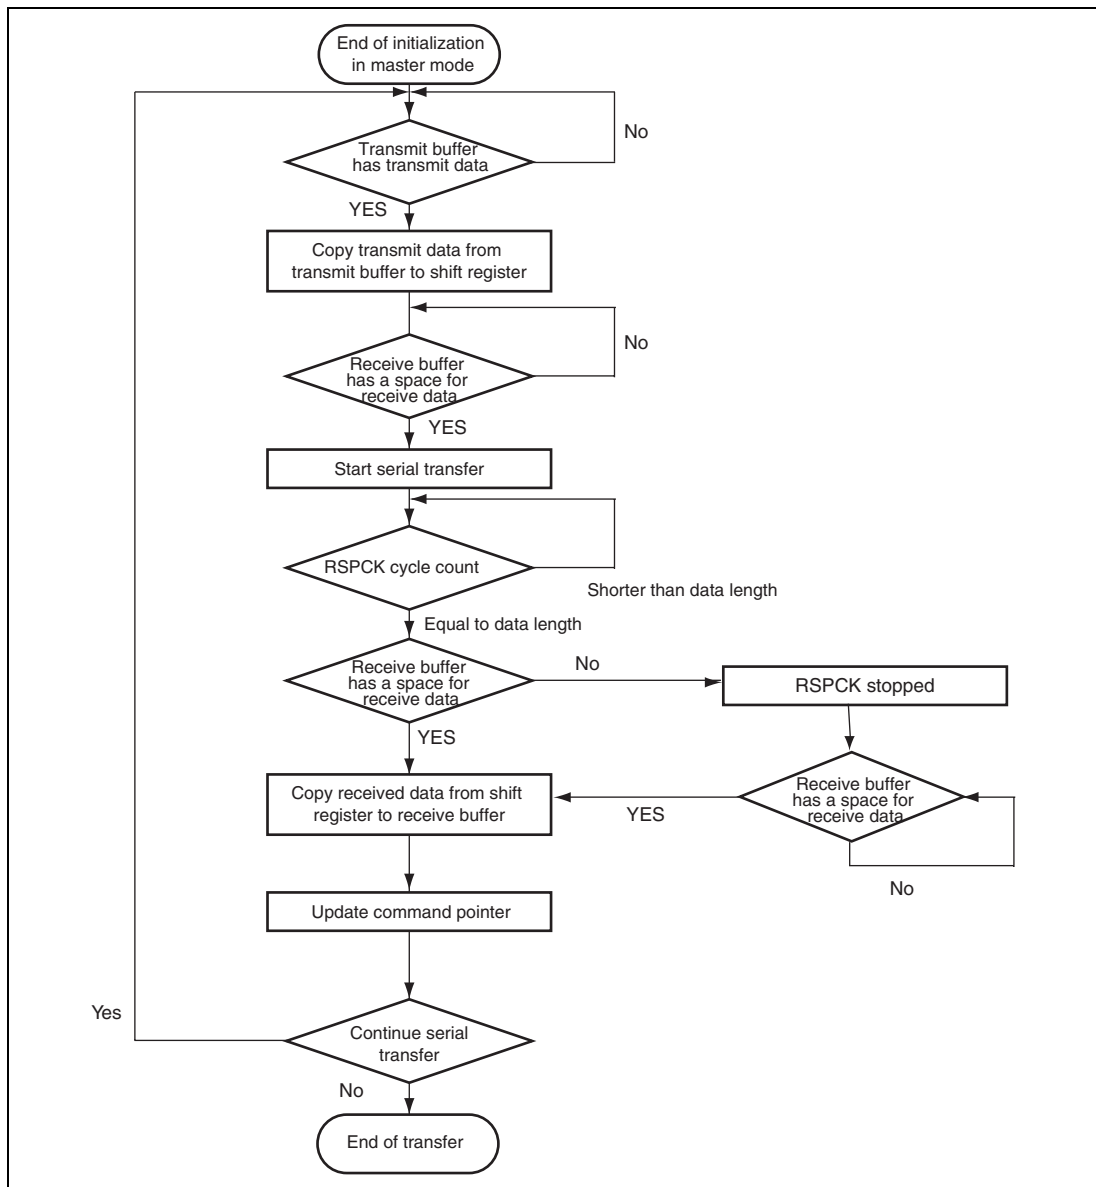 End of initialization
in master mode
No
Transmit buffer
has transmit data
YES
Copy transmit data from
transmit buffer to shift register
No
Receive buffer
has a space for
receive data
YES
Start serial transfer
RSPCK cycle count
Shorter than data length
Equal to data length
Receive buffer
has a space for
receive data
No
RSPCK stopped
YES
Copy received data from shift
register to receive buffer
YES
Receive buffer
has a space for
receive data
No
Update command pointer
Yes
Continue serial
transfer
No
End of transfer